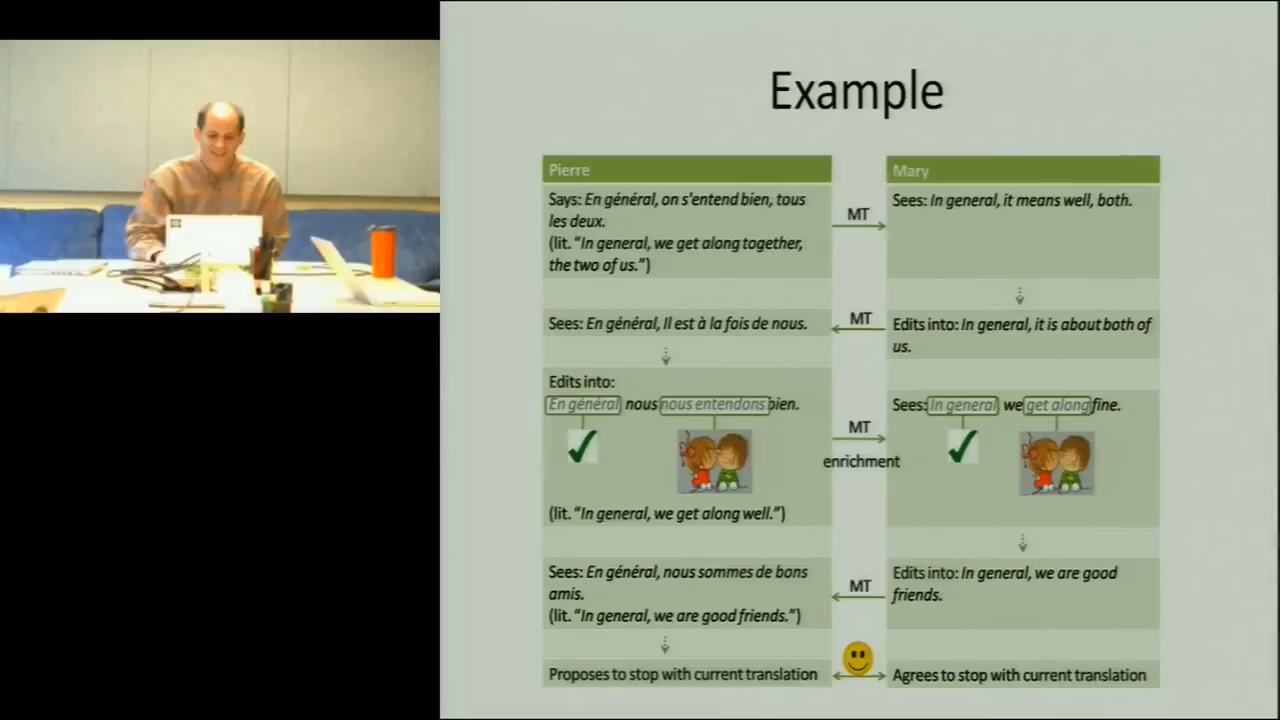 Example
Pierre
Mary
Says: En général, on s'entend bien, tous
les deux.
(lit. "In general, we get along together,
the two of us.")
MT
Sees: In general, it means well, both.
Sees: En général, Il est à la fois de nous.
MT
Edits into: In general, it is about both of
us.
Edits into:
En général nous nous entendons bien.
(lit. "In general, we get along well.")
MT
enrichment
Sees: In general we get along fine.
Sees: En général, nous sommes de bons
amis.
(lit. "In general, we are good friends.")
MT
Edits into: In general, we are good
friends.
Proposes to stop with current translation
Agrees to stop with current translation